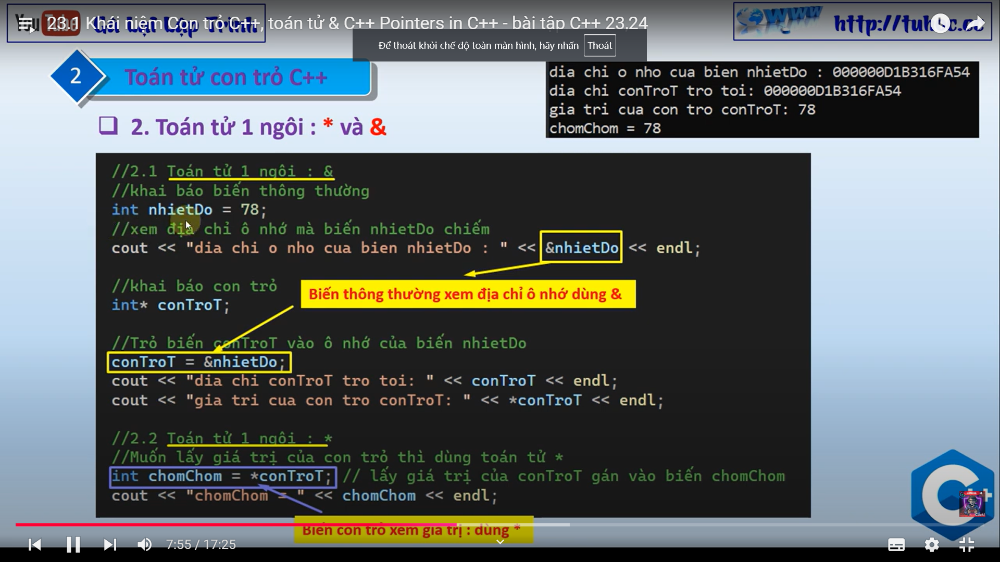 23.1 Khái niệm Con trỏ C++, toán tử & C++ Pointers in C++ - bài tập C++ 23,24
YouTube
Lập Trình
http://tuhoc.cc
Để thoát khỏi chế độ toàn màn hình, hãy nhấn Thoát
2 Toán tử con trỏ C++
dia chi o nho cua bien nhietDo : 000000D1B316FA54
dia chi conTroT tro toi: 000000D1B316FA54
gia tri cua con tro conTroT: 78
chomChom = 78
2. Toán tử 1 ngôi : * và &
//2.1 Toán tử 1 ngôi : &
//khai báo biến thông thường
int nhietDo = 78;
//xem địa chỉ ô nhớ mà biến nhietDo chiếm
cout << "dia chi o nho cua bien nhietDo : " << &nhietDo << endl;
//khai báo con trỏ
Biến thông thường xem địa chỉ ô nhớ dùng &
int* conTroT;
//Trỏ biến conTroT vào ô nhớ của biến nhietDo
conTroT = &nhietDo;
cout << "dia chi conTroT tro toi: " << conTroT << endl;
cout << "gia tri cua con tro conTroT: " << *conTroT << endl;
//2.2 Toán tử 1 ngôi : *
//Muốn lấy giá trị của con trỏ thì dùng toán tử *
int chomChom = *conTroT; // lấy giá trị của conTroT gán vào biến chomChom
cout << "chomChom = " << chomChom << endl;
Biến con trỏ xem giá trị : dùng *
7:55 / 17:25